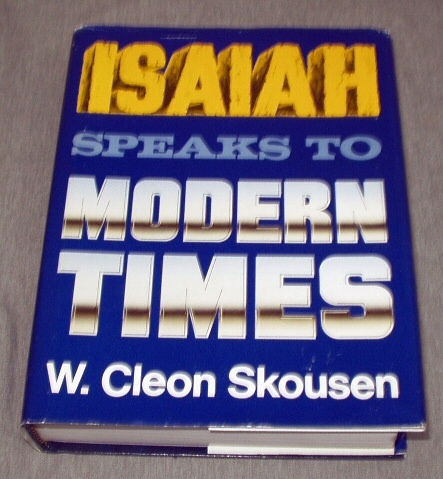 ISAIAH
SPEAKS TO
MODERN
TIMES
W. Cleon Skousen